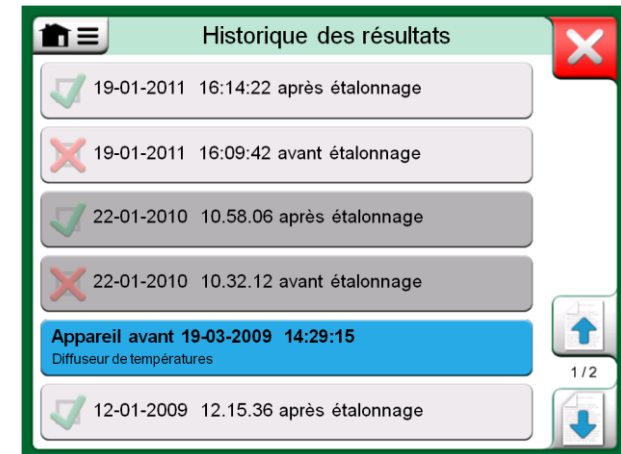 Historique des résultats
19-01-2011 16:14:22 après étalonnage
19-01-2011 16:09:42 avant étalonnage
22-01-2010 10.58.06 après étalonnage
22-01-2010 10.32.12 avant étalonnage
Appareil avant 19-03-2009 14:29:15
Diffuseur de températures
1/2
12-01-2009 12.15.36 après étalonnage